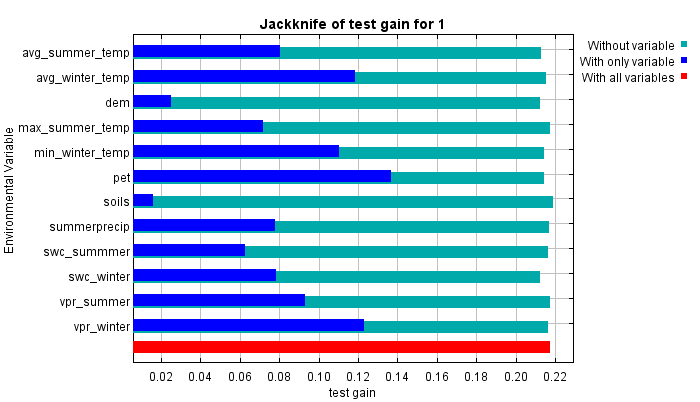 Jackknife of test gain for 1
Without variable
With only variable
With all variables
Environmental Variable
avg_summer_temp
avg_winter_temp
dem
max_summer_temp
min_winter_temp
pet
soils
summerprecip
swc_summmer
swc_winter
vpr_summer
vpr_winter
0.02 0.04 0.06 0.08 0.10 0.12 0.14 0.16 0.18 0.20 0.22
test gain